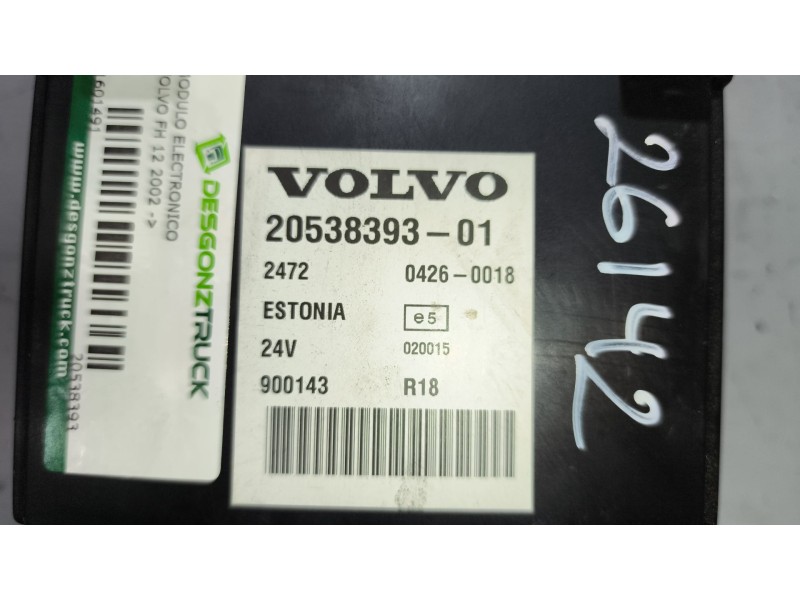 VOLVO
20538393-01
2472 0426-0018
ESTONIA e5
24V 020015
900143 R18
26142
MODULO ELECTRONICO
VOLVO FH 12 2002 ->
DESGONZTRUCK
www.desgonztruck.com
20538393